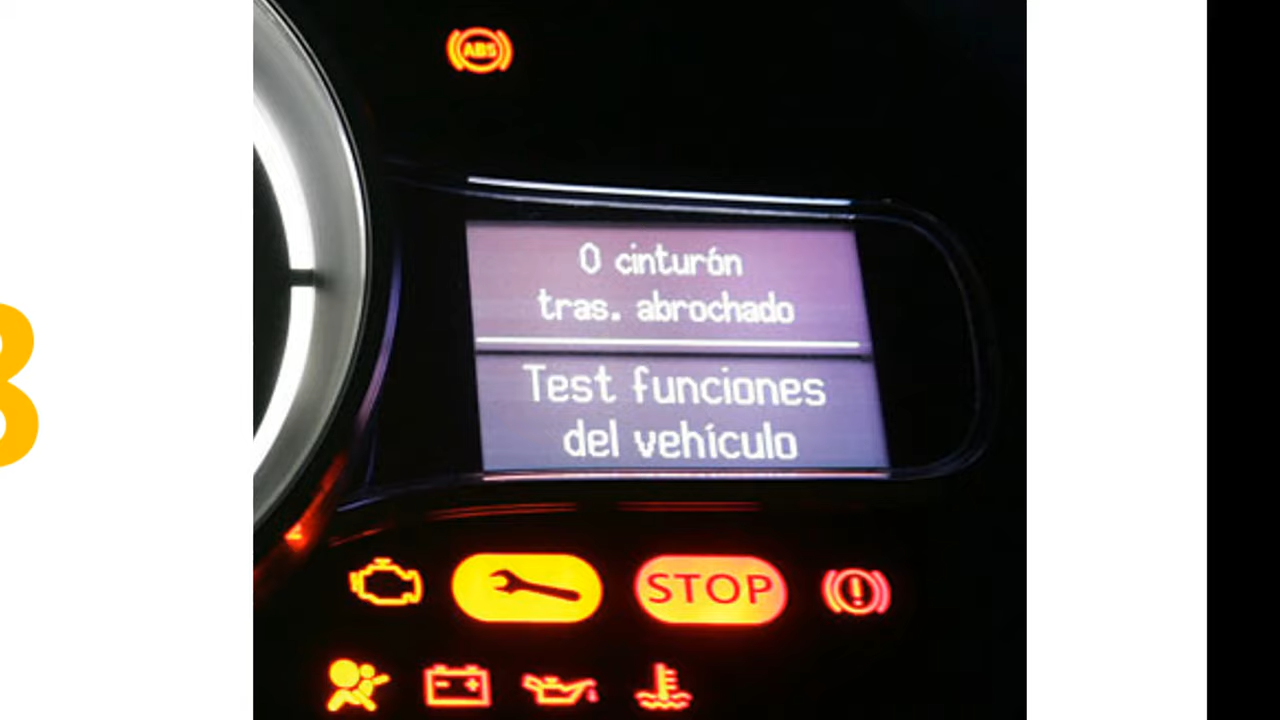 ABS
0 cinturón
tras. abrochado
Test funciones
del vehículo
STOP